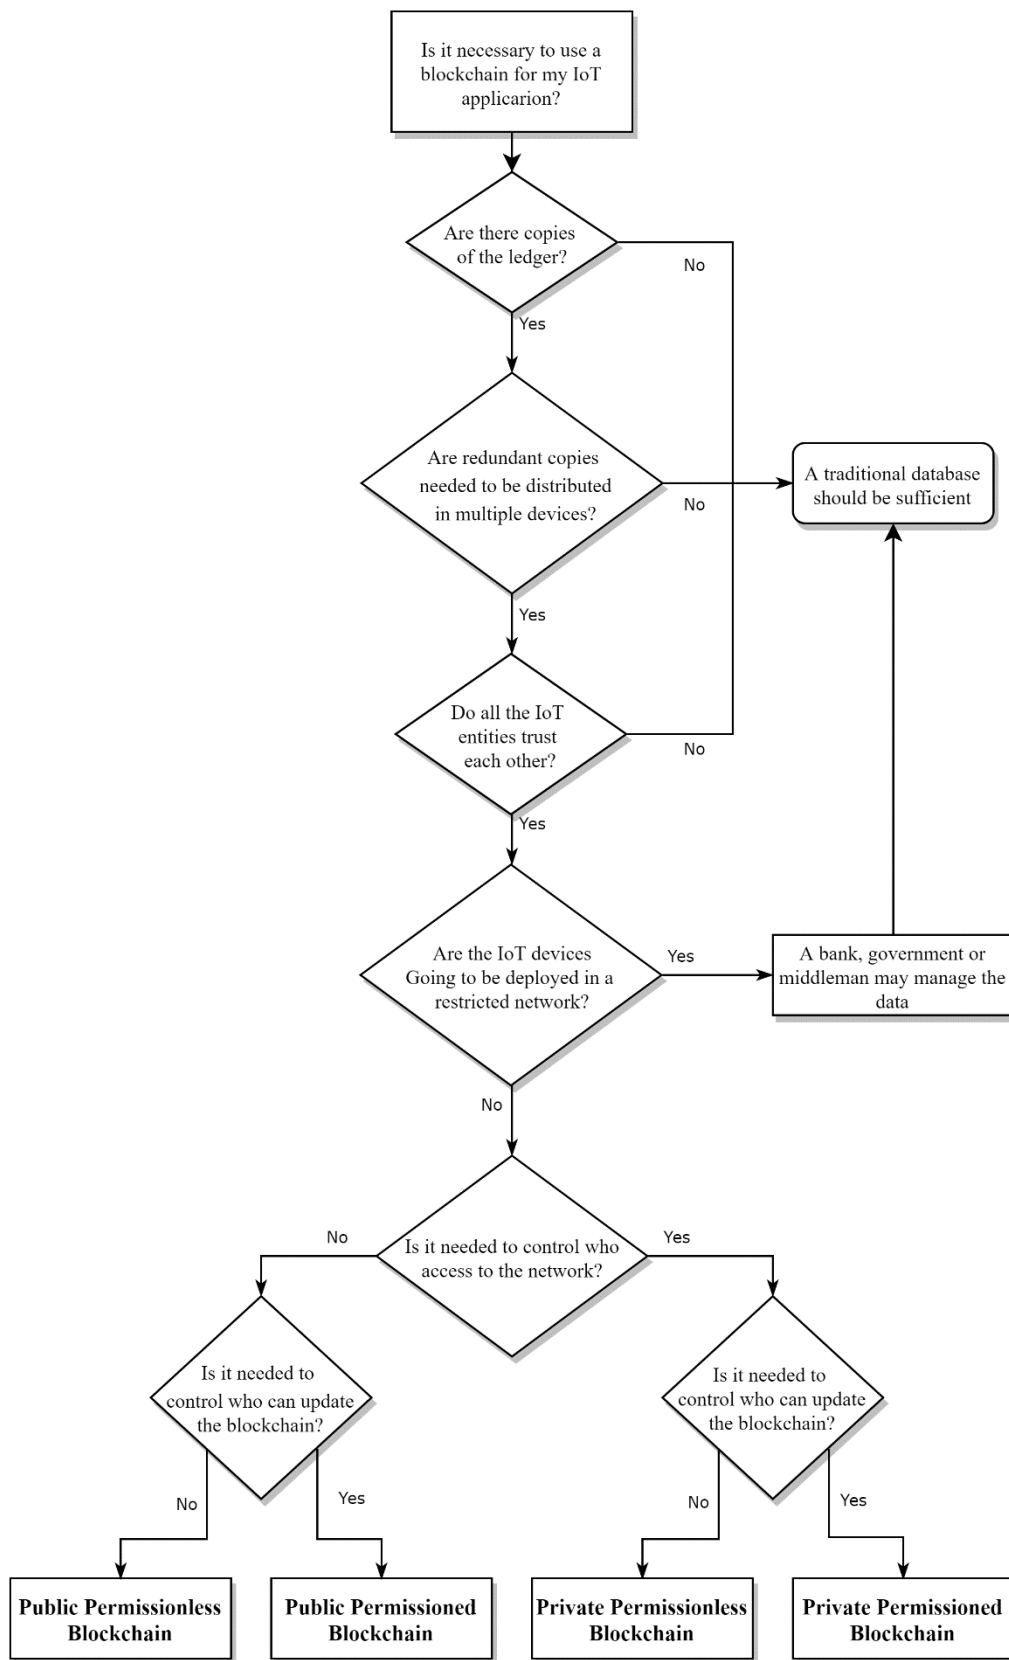 Is it necessary to use a
blockchain for my IoT
applicarion?
Are there copies
of the ledger?
No
Yes
Are redundant copies
needed to be distributed
in multiple devices?
No
A traditional database
should be sufficient
Yes
Do all the IoT
entities trust
each other?
No
Yes
Are the IoT devices
Going to be deployed in a
restricted network?
Yes
A bank, government or
middleman may manage the
data
No
Is it needed to control who
access to the network?
No
Yes
Is it needed to
control who can update
the blockchain?
Is it needed to
control who can update
the blockchain?
No
Yes
No
Yes
Public Permissionless
Blockchain
Public Permissioned
Blockchain
Private Permissionless
Blockchain
Private Permissioned
Blockchain